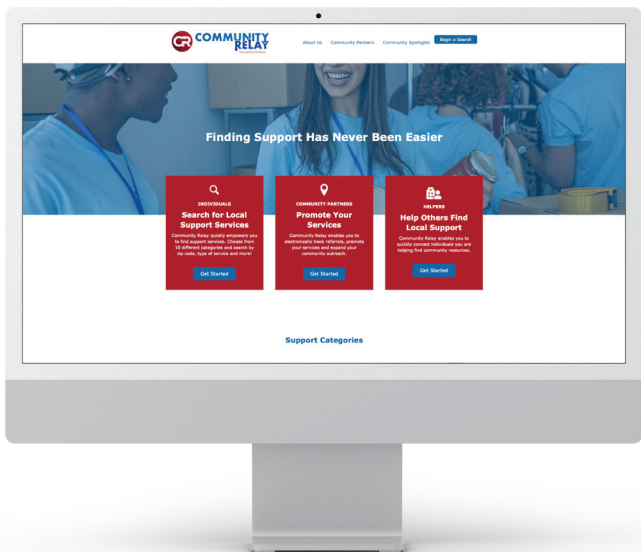 CR COMMUNITY
RELAY
About Us Community Partners Community Spotlights Begin a Search
Finding Support Has Never Been Easier
INDIVIDUALS
Search for Local
Support Services
Community Relay quickly empowers you
to find support services. Choose from
10 different categories and search by
zip code, type of service and more!
Get Started
COMMUNITY PARTNERS
Promote Your
Services
Community Relay enables you to
electronically track referrals, promote
your services and expand your
community outreach.
Get Started
HELPERS
Help Others Find
Local Support
Community Relay enables you to
quickly connect individuals you are
helping find community resources.
Get Started
Support Categories